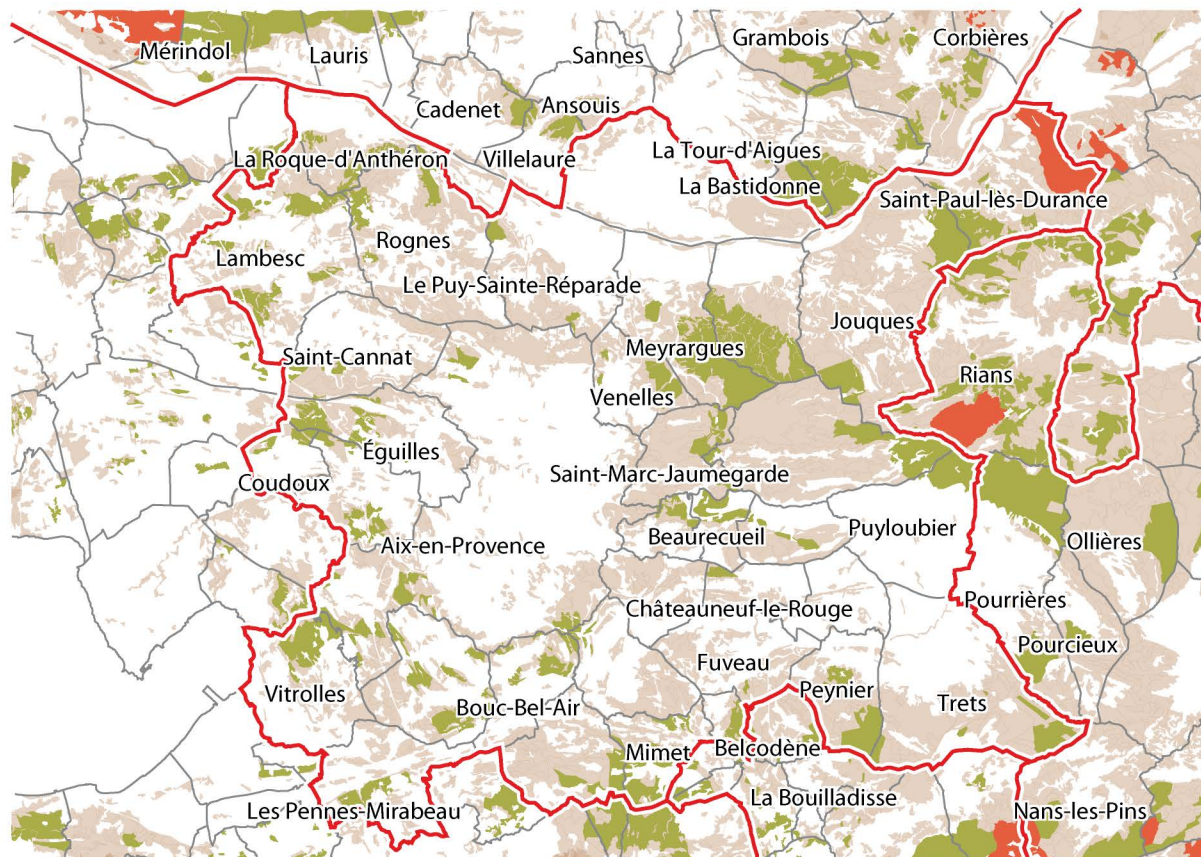 Mérindol
Lauris
Sannes
Grambois
Corbières
Cadenet
Ansouis
La Roque-d'Anthéron
Villelaure
La Tour-d'Aigues
La Bastidonne
Saint-Paul-lès-Durance
Lambesc
Rognes
Le Puy-Sainte-Réparade
Jouques
Saint-Cannat
Meyrargues
Rians
Venelles
Éguilles
Coudoux
Saint-Marc-Jaumegarde
Aix-en-Provence
Beaurecueil
Puyloubier
Ollières
Châteauneuf-le-Rouge
Pourrières
Pourcieux
Fuveau
Vitrolles
Bouc-Bel-Air
Peynier
Trets
Mimet
Belcodène
Les Pennes-Mirabeau
La Bouilladisse
Nans-les-Pins